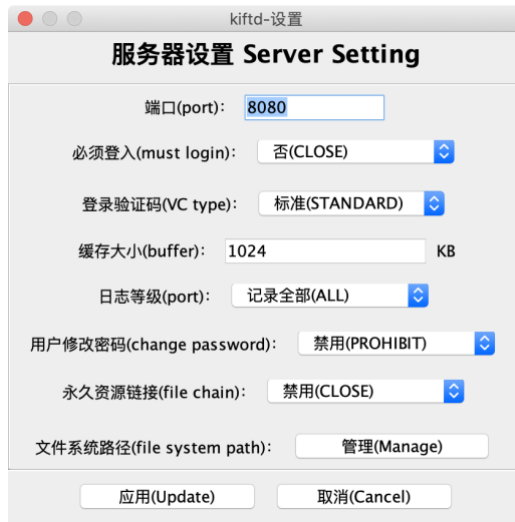 kiftd-设置
服务器设置 Server Setting
端口(port)： 8080
必须登入(must login)： 否(CLOSE)
登录验证码(VC type)： 标准(STANDARD)
缓存大小(buffer)： 1024 KB
日志等级(port)： 记录全部(ALL)
用户修改密码(change password)： 禁用(PROHIBIT)
永久资源链接(file chain)： 禁用(CLOSE)
文件系统路径(file system path)： 管理(Manage)
应用(Update) 取消(Cancel)